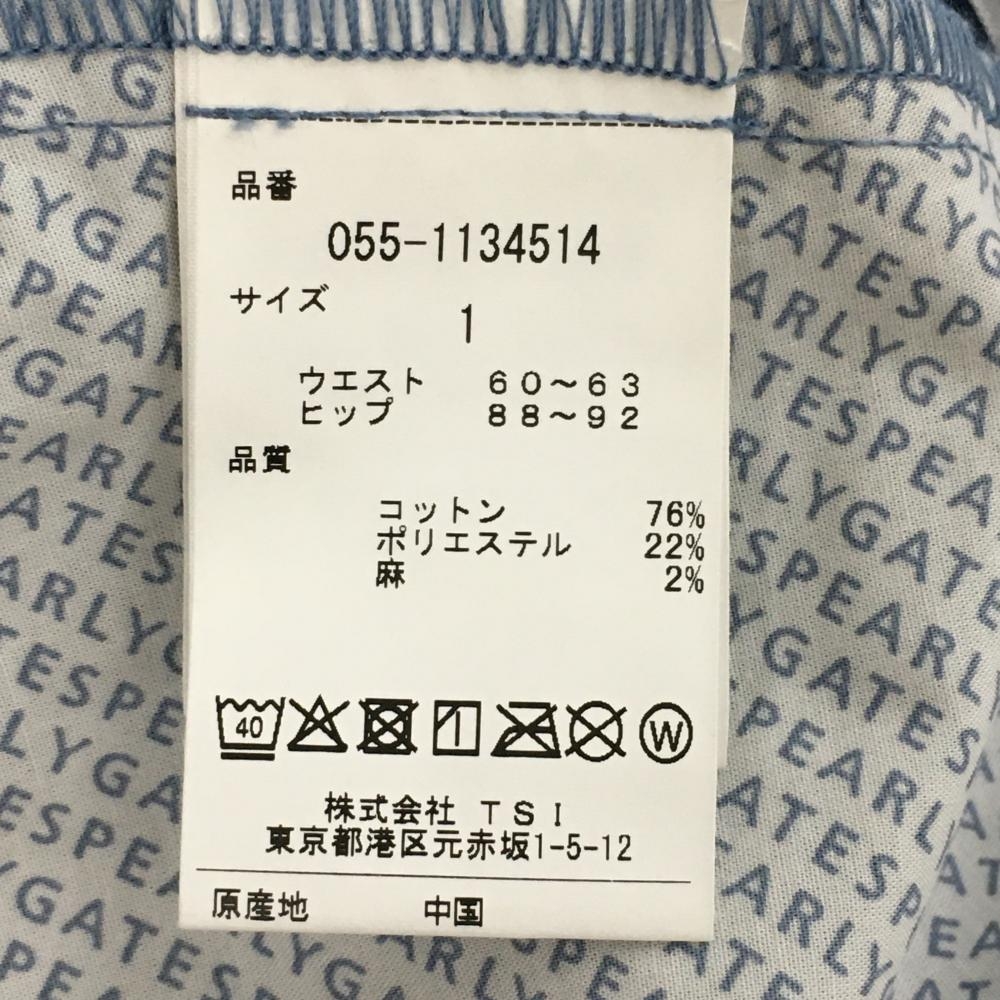 品番
055-1134514
サイズ
1
ウエスト 60～63
ヒップ 88～92
品質
コットン 76%
ポリエステル 22%
麻 2%
40 W
株式会社 TSI
東京都港区元赤坂1-5-12
原産地 中国
PEARLYGATES